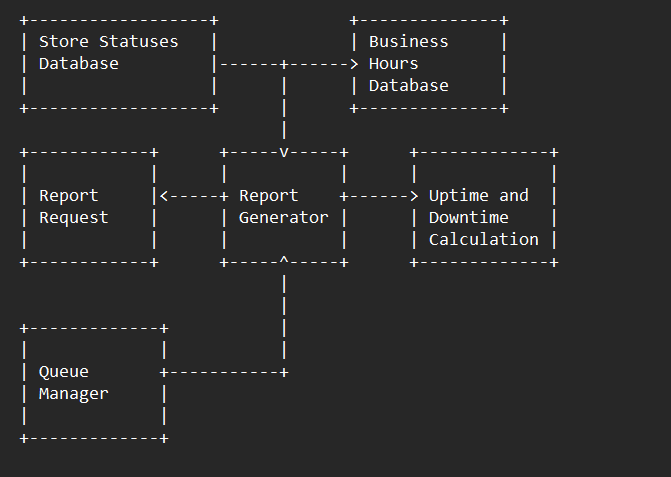 +-------------------+             +--------------+
| Store Statuses   |             | Business     |
| Database         |------+------> Hours        |
|                  |      |      | Database     |
+-------------------+      |      +--------------+
                          |
+------------+      +-----v-----+      +-------------+
|            |      |           |      |             |
| Report     |<-----+ Report    +------> Uptime and  |
| Request    |      | Generator |      | Downtime    |
|            |      |           |      | Calculation |
+------------+      +-----^-----+      +-------------+
                          |
                          |
+-------------+           |
|             |           |
| Queue       +-----------+
| Manager     |
|             |
+-------------+